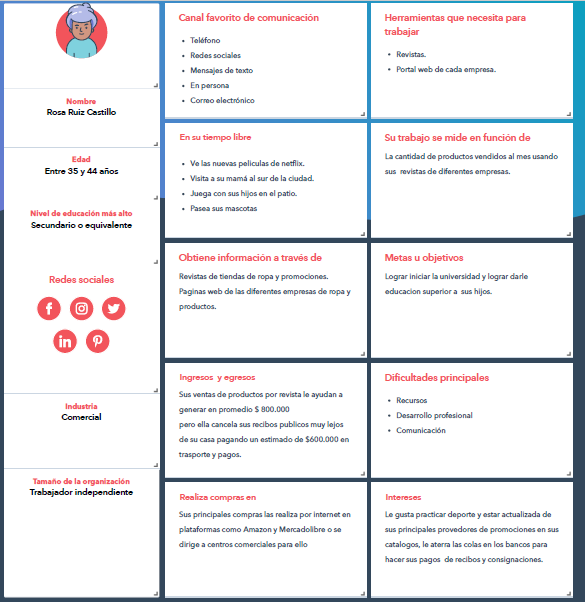 Nombre
Rosa Ruiz Castillo
Edad
Entre 35 y 44 años
Nivel de educación más alto
Secundario o equivalente
Redes sociales
Industria
Comercial
Tamaño de la organización
Trabajador independiente
Canal favorito de comunicación
• Teléfono
• Redes sociales
• Mensajes de texto
• En persona
• Correo electrónico
Herramientas que necesita para
trabajar
• Revistas.
• Portal web de cada empresa.
En su tiempo libre
• Ve las nuevas peliculas de netflix.
• Visita a su mamá al sur de la ciudad.
• Juega con sus hijos en el patio.
• Pasea sus mascotas
Su trabajo se mide en función de
La cantidad de productos vendidos al mes usando
sus revistas de diferentes empresas.
Obtiene información a través de
Revistas de tiendas de ropa y promociones.
Paginas web de las diferentes empresas de ropa y
productos.
Metas u objetivos
Lograr iniciar la universidad y lograr darle
educacion superior a sus hijos.
Ingresos y egresos
Sus ventas de productos por revista le ayudan a
generar en promedio $ 800.000
pero ella cancela sus recibos publicos muy lejos
de su casa pagando un estimado de $600.000 en
trasporte y pagos.
Dificultades principales
• Recursos
• Desarrollo profesional
• Comunicación
Realiza compras en
Sus principales compras las realiza por internet en
plataformas como Amazon y Mercadolibre o se
dirige a centros comerciales para ello
Intereses
Le gusta practicar deporte y estar actualizada de
sus principales provedores de promociones en sus
catalogos, le aterra las colas en los bancos para
hacer sus pagos de recibos y consignaciones.